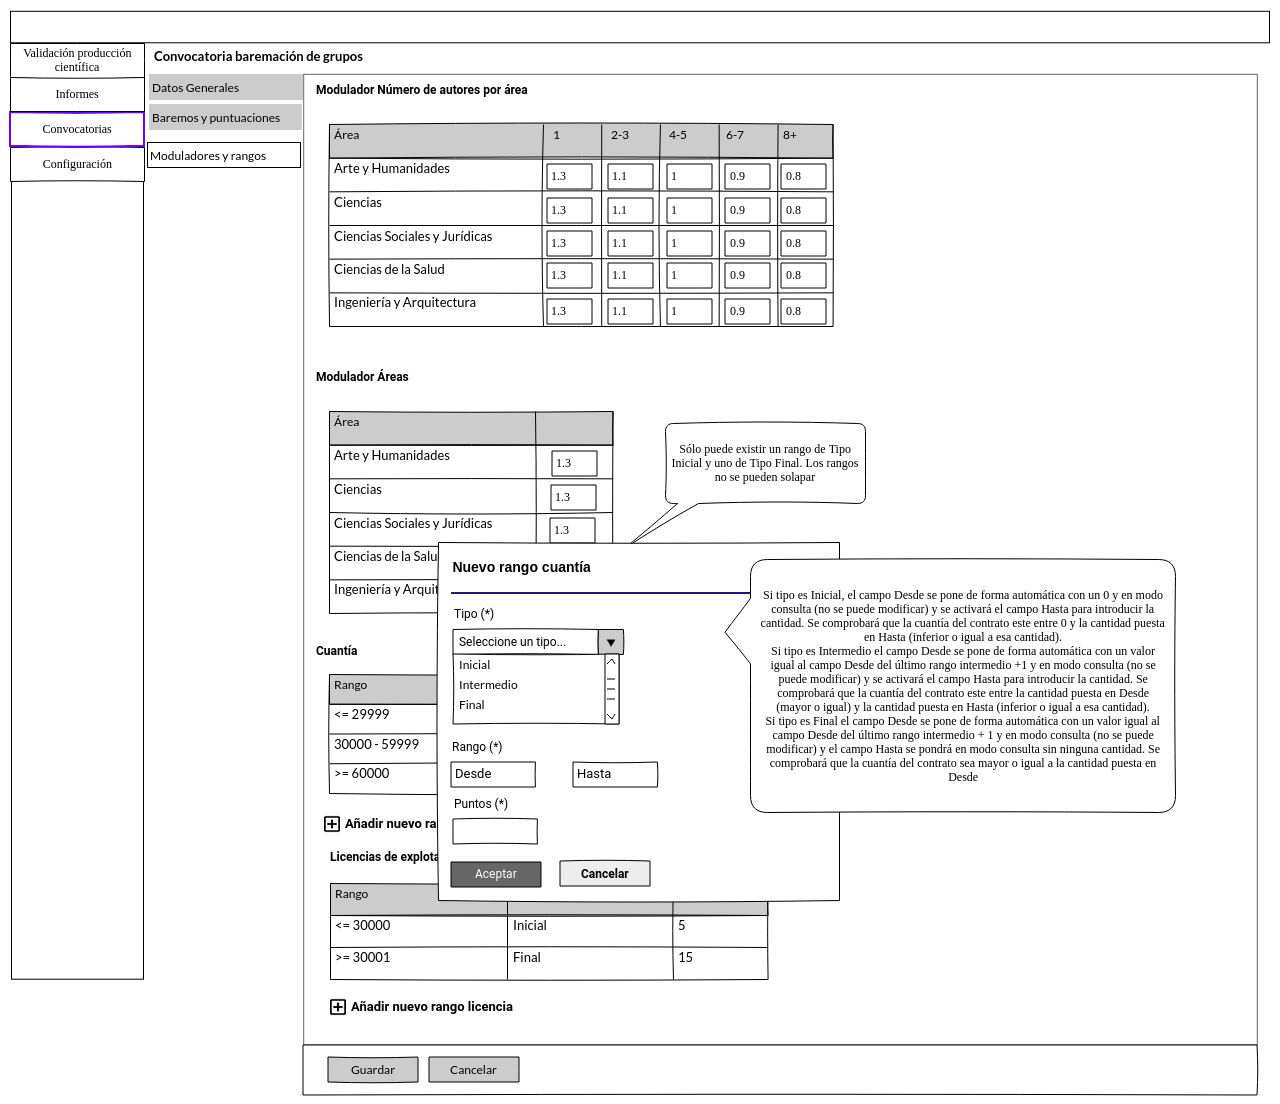 Validación producción
científica
Informes
Convocatorias
Configuración
Convocatoria baremación de grupos
Datos Generales
Baremos y puntuaciones
Moduladores y rangos
Modulador Número de autores por área
Área 1 2-3 4-5 6-7 8+
Arte y Humanidades 1.3 1.1 1 0.9 0.8
Ciencias 1.3 1.1 1 0.9 0.8
Ciencias Sociales y Jurídicas 1.3 1.1 1 0.9 0.8
Ciencias de la Salud 1.3 1.1 1 0.9 0.8
Ingeniería y Arquitectura 1.3 1.1 1 0.9 0.8
Modulador Áreas
Área
Arte y Humanidades 1.3
Ciencias 1.3
Ciencias Sociales y Jurídicas 1.3
Ciencias de la Salu
Ingeniería y Arquit
Sólo puede existir un rango de Tipo
Inicial y uno de Tipo Final. Los rangos
no se pueden solapar
Cuantía
Rango
<= 29999
30000 - 59999
>= 60000
Añadir nuevo ra
Nuevo rango cuantía
Tipo (*)
Seleccione un tipo...
Inicial
Intermedio
Final
Rango (*)
Desde Hasta
Puntos (*)
Aceptar Cancelar
Si tipo es Inicial, el campo Desde se pone de forma automática con un 0 y en modo
consulta (no se puede modificar) y se activará el campo Hasta para introducir la
cantidad. Se comprobará que la cuantía del contrato este entre 0 y la cantidad puesta
en Hasta (inferior o igual a esa cantidad).
Si tipo es Intermedio el campo Desde se pone de forma automática con un valor
igual al campo Desde del último rango intermedio +1 y en modo consulta (no se
puede modificar) y se activará el campo Hasta para introducir la cantidad. Se
comprobará que la cuantía del contrato este entre la cantidad puesta en Desde
(mayor o igual) y la cantidad puesta en Hasta (inferior o igual a esa cantidad).
Si tipo es Final el campo Desde se pone de forma automática con un valor igual al
campo Desde del último rango intermedio + 1 y en modo consulta (no se puede
modificar) y el campo Hasta se pondrá en modo consulta sin ninguna cantidad. Se
comprobará que la cuantía del contrato sea mayor o igual a la cantidad puesta en
Desde
Licencias de explota
Rango
<= 30000 Inicial 5
>= 30001 Final 15
Añadir nuevo rango licencia
Guardar Cancelar